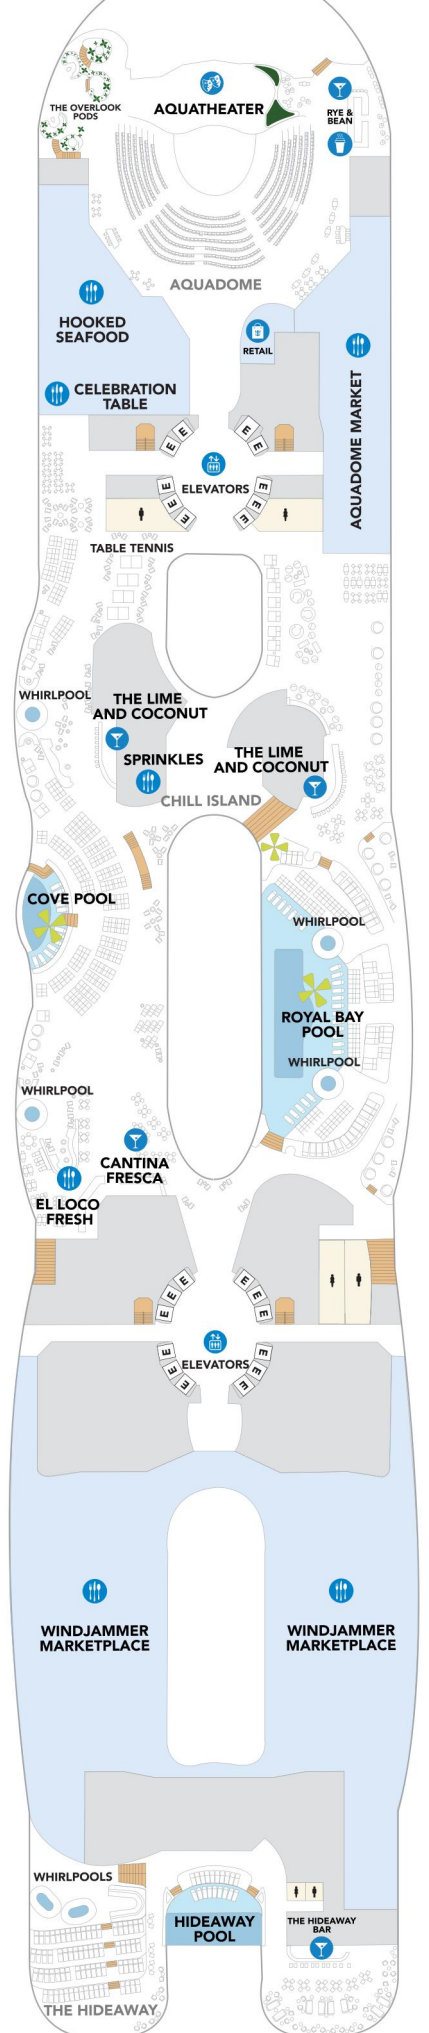 THE OVERLOOK
PODS
AQUATHEATER
RYE &
BEAN
AQUADOME
HOOKED
SEAFOOD
RETAIL
CELEBRATION
TABLE
AQUADOME MARKET
E
E
E
E
E
ELEVATORS
E
E
E
E
E
E
TABLE TENNIS
WHIRLPOOL
THE LIME
AND COCONUT
SPRINKLES
THE LIME
AND COCONUT
CHILL ISLAND
COVE POOL
WHIRLPOOL
ROYAL BAY
POOL
WHIRLPOOL
WHIRLPOOL
CANTINA
FRESCA
EL LOCO
FRESH
E
E
E
E
E
E
ELEVATORS
E
E
E
E
E
E
WINDJAMMER
MARKETPLACE
WINDJAMMER
MARKETPLACE
WHIRLPOOLS
HIDEAWAY
POOL
THE HIDEAWAY
BAR
THE HIDEAWAY